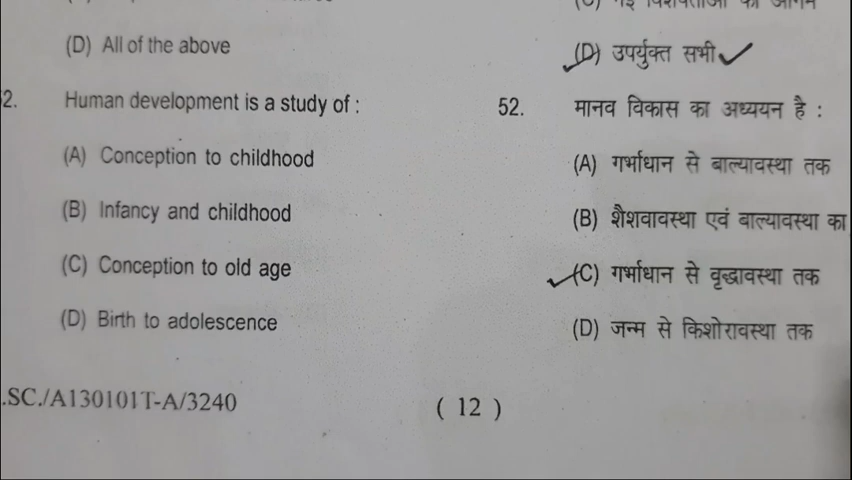 (D) All of the above
2. Human development is a study of :
(A) Conception to childhood
(B) Infancy and childhood
(C) Conception to old age
(D) Birth to adolescence
.SC./A130101T-A/3240
(D) उपर्युक्त सभी
52. मानव विकास का अध्ययन है :
(A) गर्भाधान से बाल्यावस्था तक
(B) शैशवावस्था एवं बाल्यावस्था का
(C) गर्भाधान से वृद्धावस्था तक
(D) जन्म से किशोरावस्था तक
( 12 )